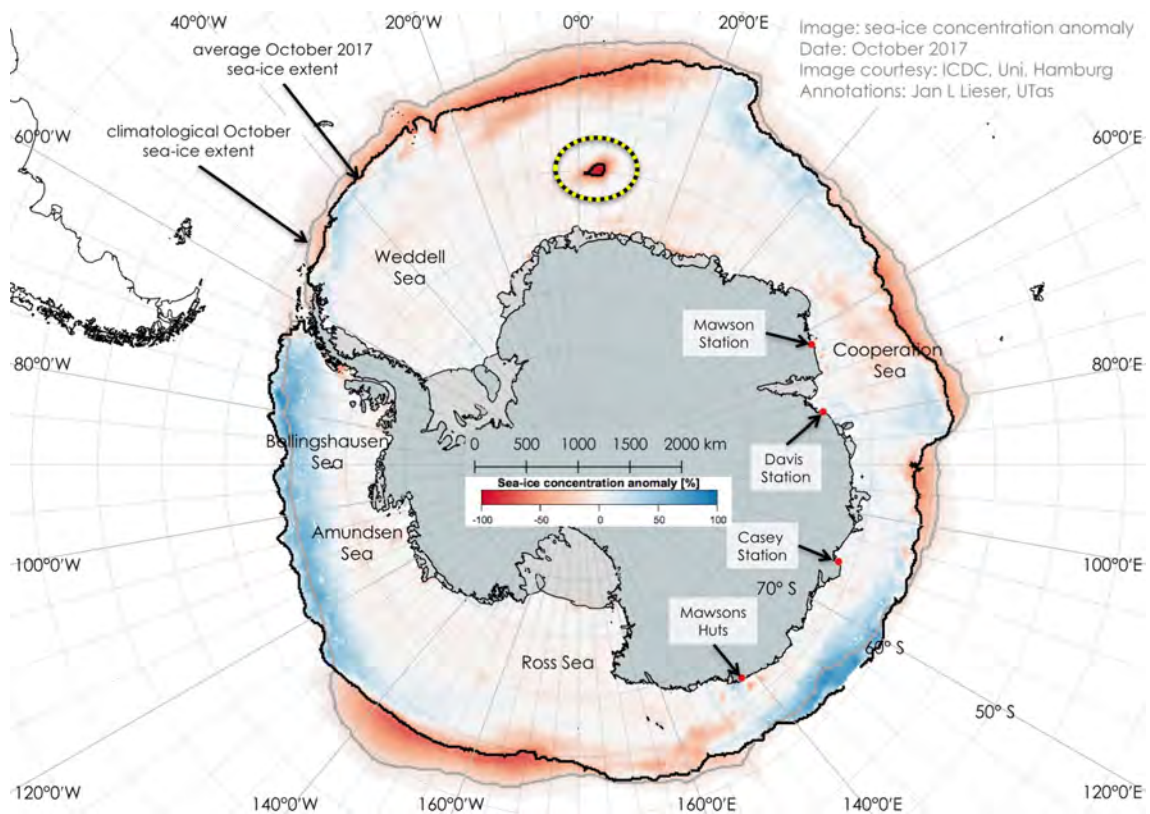 40°0'W
20°0'W
0°0'E
20°0'E
Image: sea-ice concentration anomaly
Date: October 2017
Image courtesy: ICDC, Uni, Hamburg
Annotations: Jan L Lieser, UTas
average October 2017
sea-ice extent
climatological October
sea-ice extent
60°0'W
60°0'E
Weddell
Sea
Mawson
Station
Cooperation
Sea
80°0'W
80°0'E
Bellingshausen
Sea
0 500 1000 1500 2000 km
Sea-ice concentration anomaly [%]
-100 -50 0 50 100
Davis
Station
Amundsen
Sea
Casey
Station
100°0'W
100°0'E
70° S
Mawsons
Huts
Ross Sea
60° S
50° S
120°0'W
140°0'W
160°0'W
160°0'E
140°0'E
120°0'E